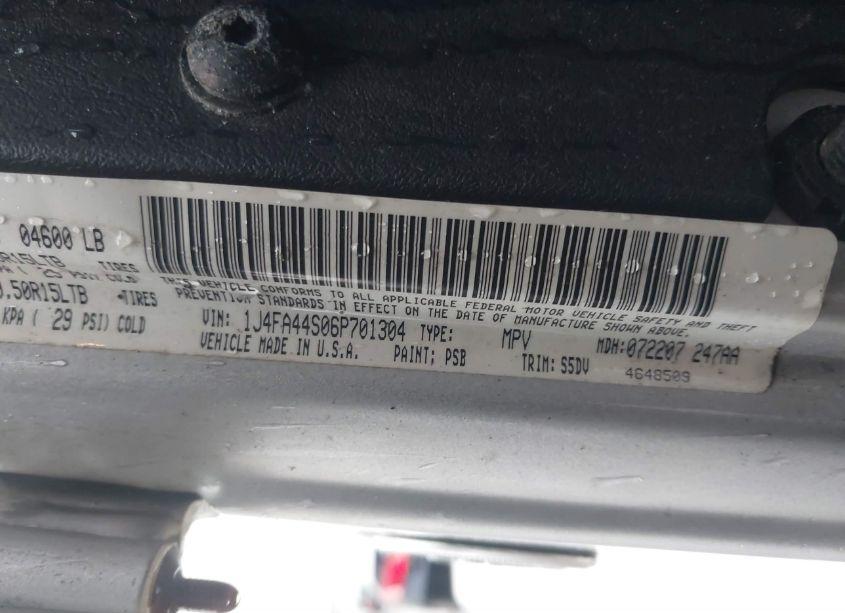 04600 LB
R15LTB TIRES
COLD
.50R15LTB TIRES
KPA ( 29 PSI) COLD
THIS VEHICLE CONFORMS TO ALL APPLICABLE FEDERAL MOTOR VEHICLE SAFETY AND THEFT
PREVENTION STANDARDS IN EFFECT ON THE DATE OF MANUFACTURE SHOWN ABOVE.
VIN: 1J4FA44S06P701304 TYPE: MPV MDH:072207 247AA
VEHICLE MADE IN U.S.A. PAINT: PSB TRIM: S5DV 4648509